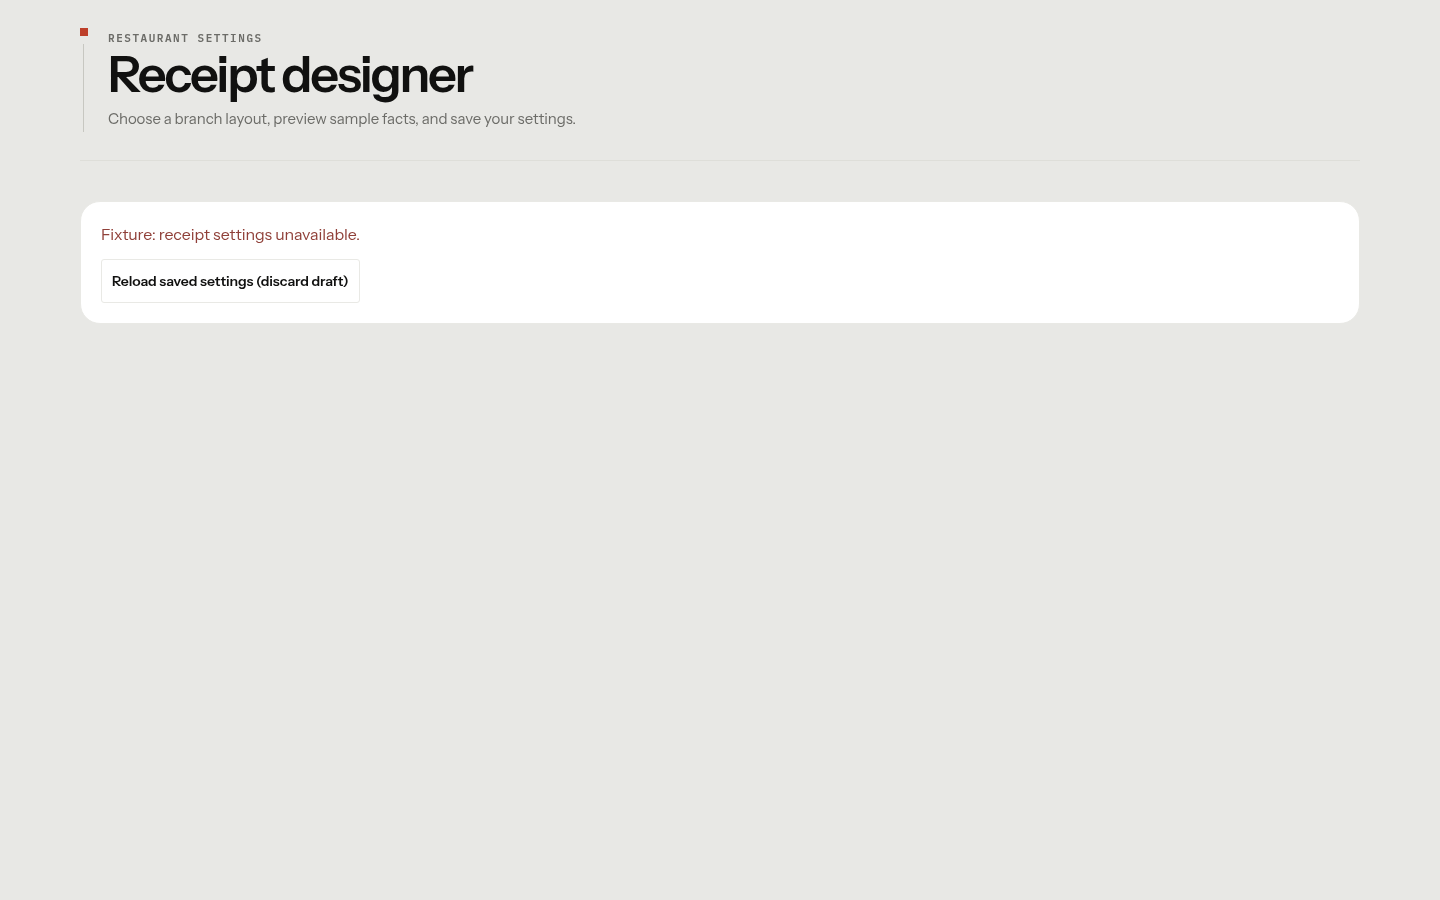 RESTAURANT SETTINGS
Receipt designer
Choose a branch layout, preview sample facts, and save your settings.
Fixture: receipt settings unavailable.
Reload saved settings (discard draft)